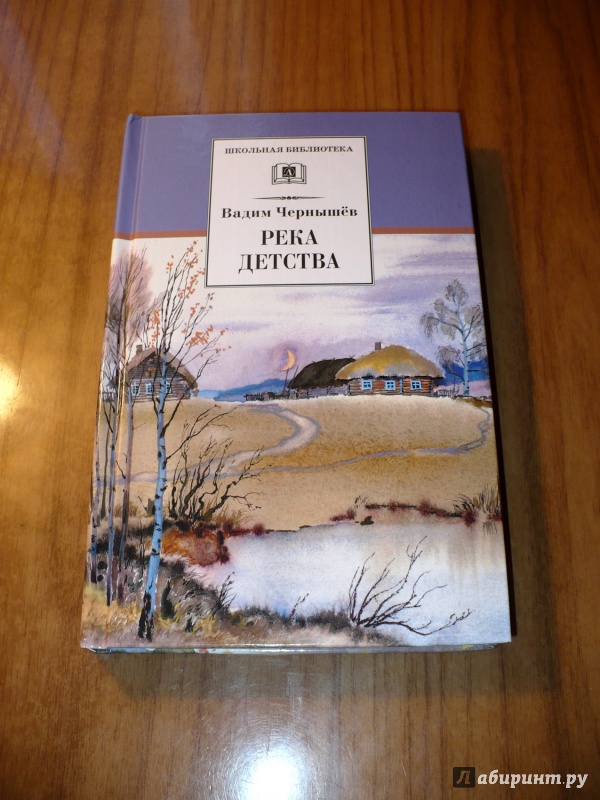 ШКОЛЬНАЯ БИБЛИОТЕКА
Вадим Чернышёв
РЕКА
ДЕТСТВА
Лабиринт.ру